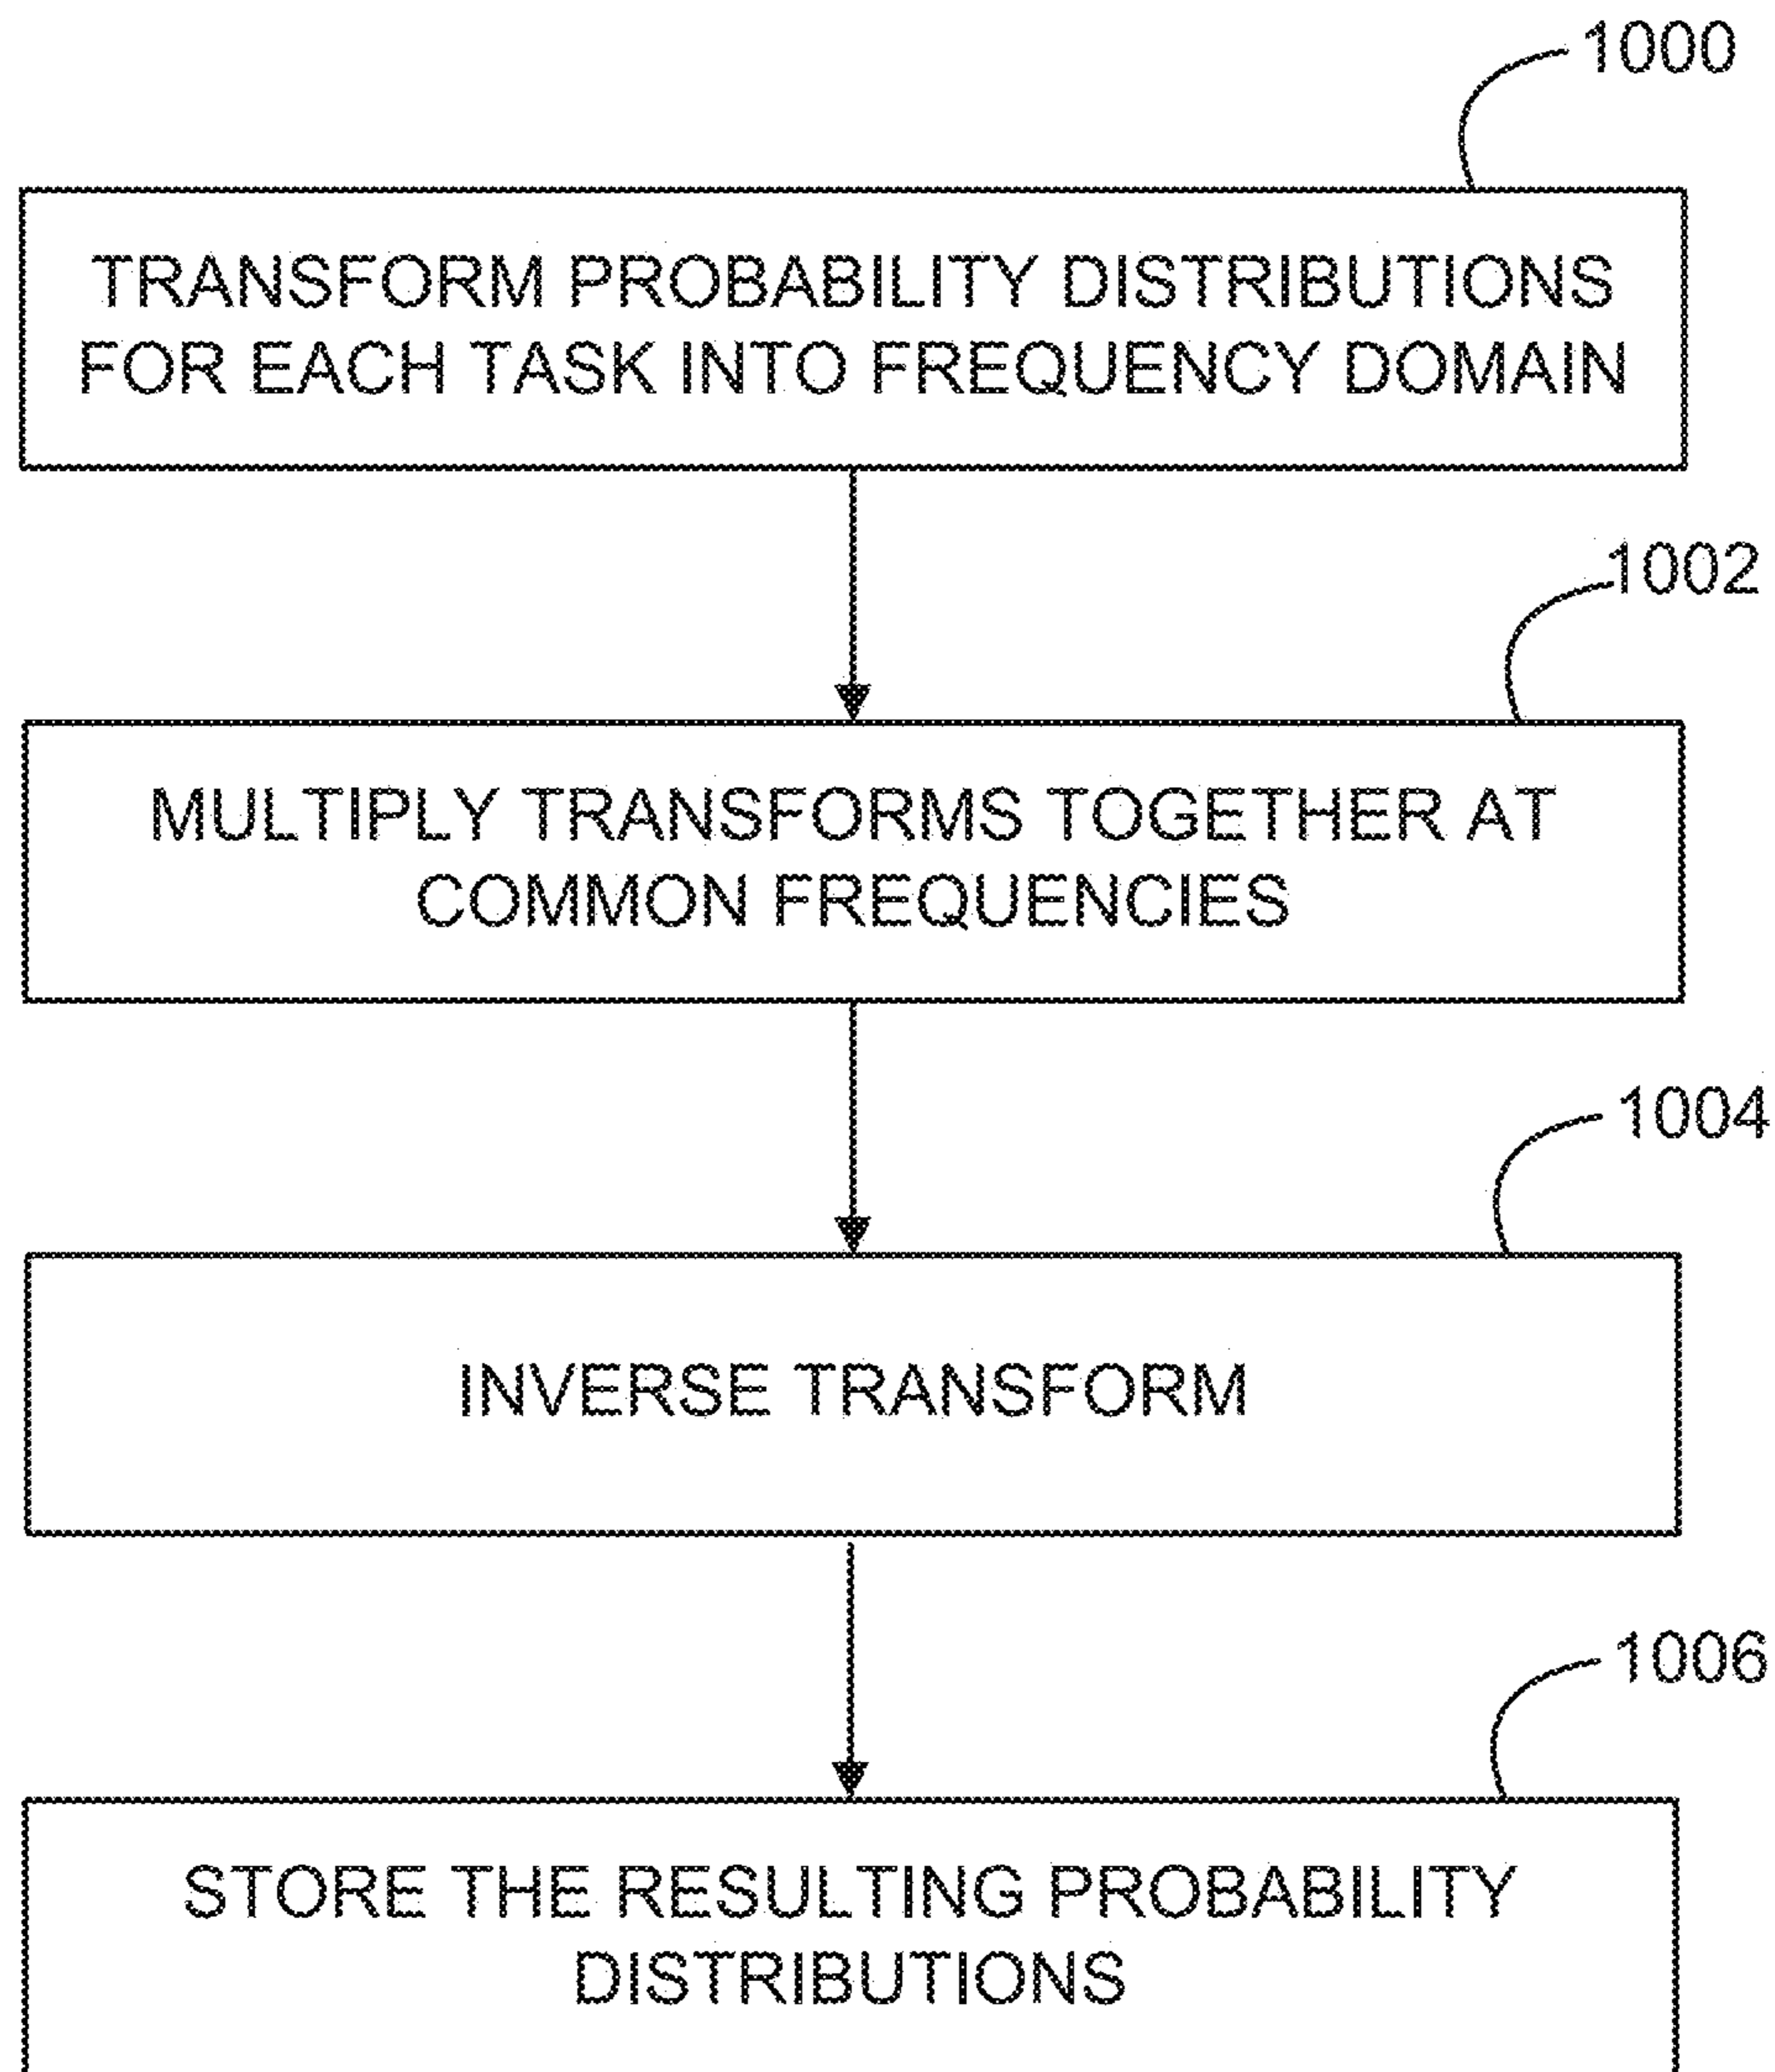 1000
TRANSFORM PROBABILITY DISTRIBUTIONS
FOR EACH TASK INTO FREQUENCY DOMAIN
1002
MULTIPLY TRANSFORMS TOGETHER AT
COMMON FREQUENCIES
1004
INVERSE TRANSFORM
1006
STORE THE RESULTING PROBABILITY
DISTRIBUTIONS